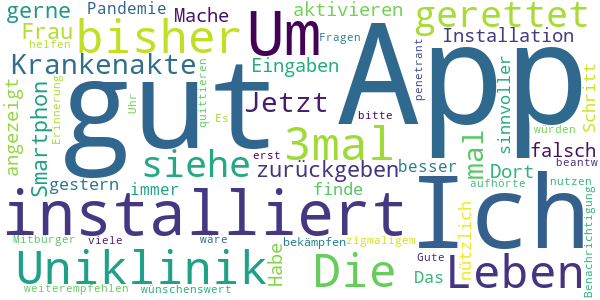 gerne
Pandemie
Mache
aktivieren
gerettet
Frau
helfen
bisher
Um
Fragen
App
penetrant
Installation
Krankenakte
Eingaben
quittieren
gut
angezeigt
Smartphon
Erinnerung
Uhr
Es
Jetzt
bitte
3mal
mal
sinnvoller
Schritt
falsch
würden
beantw
gestern
siehe
erst
zurückgeben
besser
Dort
immer
finde
aufhörte
nutzen
installiert
Ich
nützlich
Benachrichtigung
Mitbürger
viele
wäre
bekämpfen
zigmaligem
Gute
Uniklinik
Habe
Die
Das
Leben
weiterempfehlen
wünschenswert